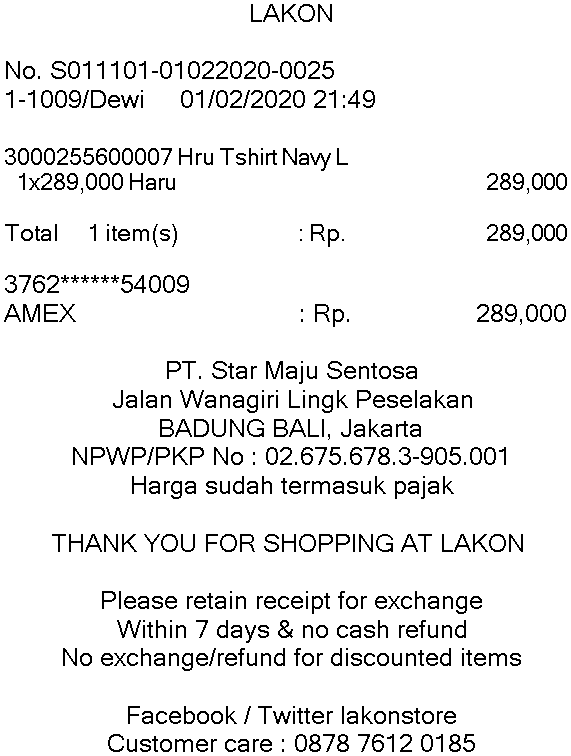 LAKON
No. S011101-01022020-0025
1-1009/Dewi 01/02/2020 21:49
3000255600007 Hru Tshirt Navy L
1x289,000 Haru 289,000
Total 1 item(s) : Rp. 289,000
3762******54009
AMEX : Rp. 289,000
PT. Star Maju Sentosa
Jalan Wanagiri Lingk Peselakan
BADUNG BALI, Jakarta
NPWP/PKP No : 02.675.678.3-905.001
Harga sudah termasuk pajak
THANK YOU FOR SHOPPING AT LAKON
Please retain receipt for exchange
Within 7 days & no cash refund
No exchange/refund for discounted items
Facebook / Twitter lakonstore
Customer care : 0878 7612 0185